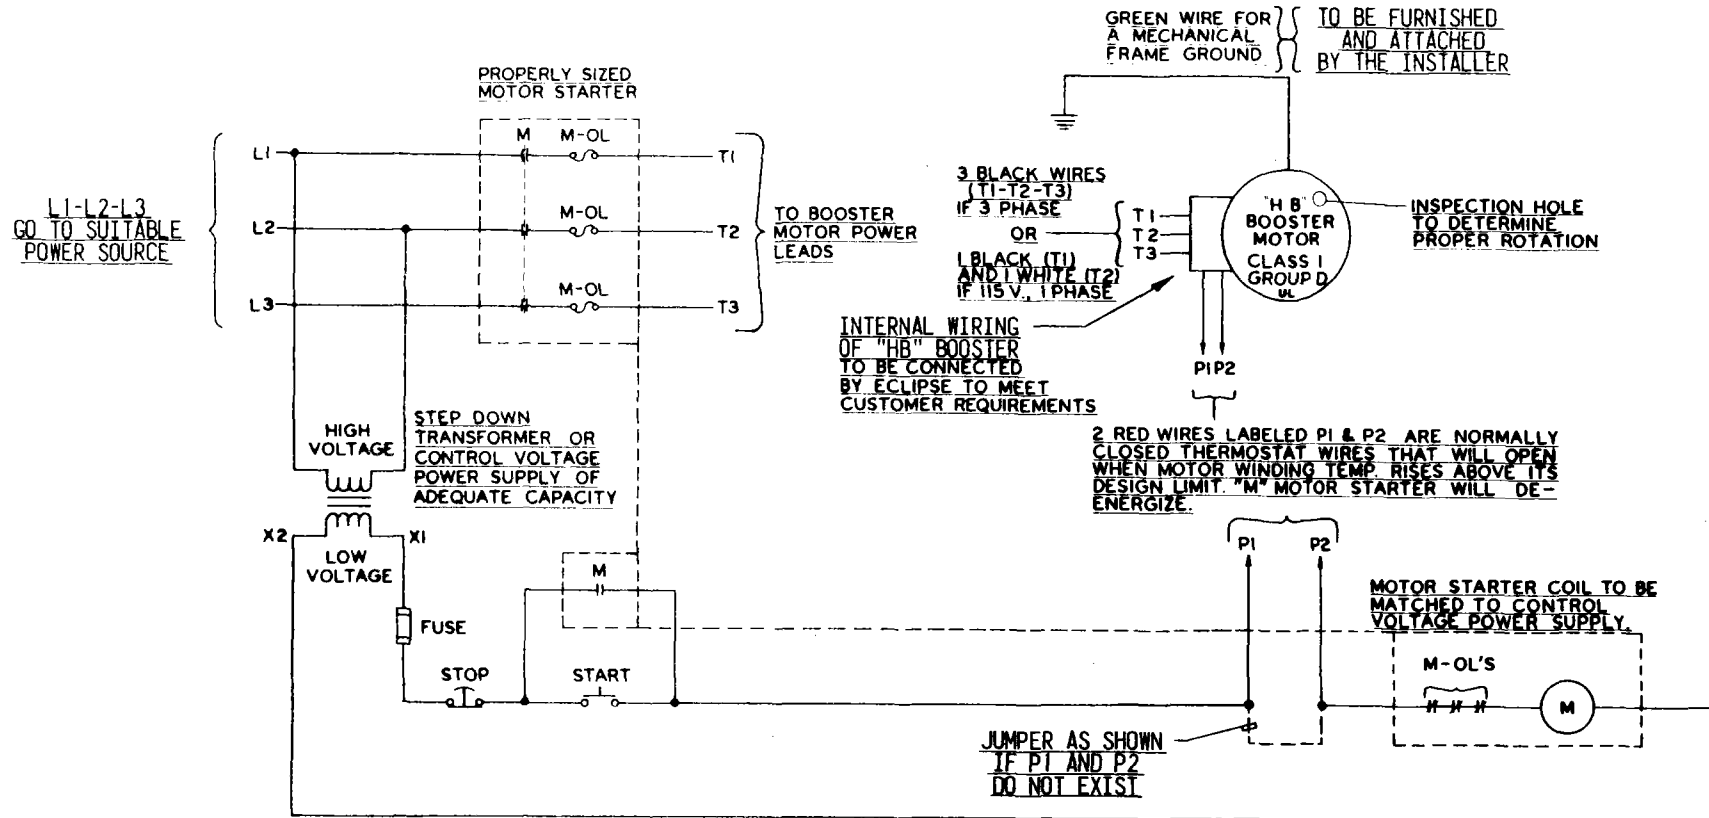 GREEN WIRE FOR
A MECHANICAL
FRAME GROUND
TO BE FURNISHED
AND ATTACHED
BY THE INSTALLER
PROPERLY SIZED
MOTOR STARTER
M M-OL
L1
T1
L1-L2-L3
GO TO SUITABLE
POWER SOURCE
M-OL
L2
T2
M-OL
L3
T3
TO BOOSTER
MOTOR POWER
LEADS
3 BLACK WIRES
(T1-T2-T3)
IF 3 PHASE
OR
1 BLACK (T1)
AND 1 WHITE (T2)
IF 115 V., 1 PHASE
T1
T2
T3
"H B"
BOOSTER
MOTOR
CLASS 1
GROUP D
UL
INSPECTION HOLE
TO DETERMINE
PROPER ROTATION
INTERNAL WIRING
OF "HB" BOOSTER
TO BE CONNECTED
BY ECLIPSE TO MEET
CUSTOMER REQUIREMENTS
P1 P2
2 RED WIRES LABELED P1 & P2 ARE NORMALLY
CLOSED THERMOSTAT WIRES THAT WILL OPEN
WHEN MOTOR WINDING TEMP. RISES ABOVE ITS
DESIGN LIMIT. "M" MOTOR STARTER WILL DE-
ENERGIZE.
HIGH
VOLTAGE
STEP DOWN
TRANSFORMER OR
CONTROL VOLTAGE
POWER SUPPLY OF
ADEQUATE CAPACITY
X2
X1
LOW
VOLTAGE
FUSE
M
STOP
START
P1
P2
MOTOR STARTER COIL TO BE
MATCHED TO CONTROL
VOLTAGE POWER SUPPLY.
M-OL'S
M
JUMPER AS SHOWN
IF P1 AND P2
DO NOT EXIST